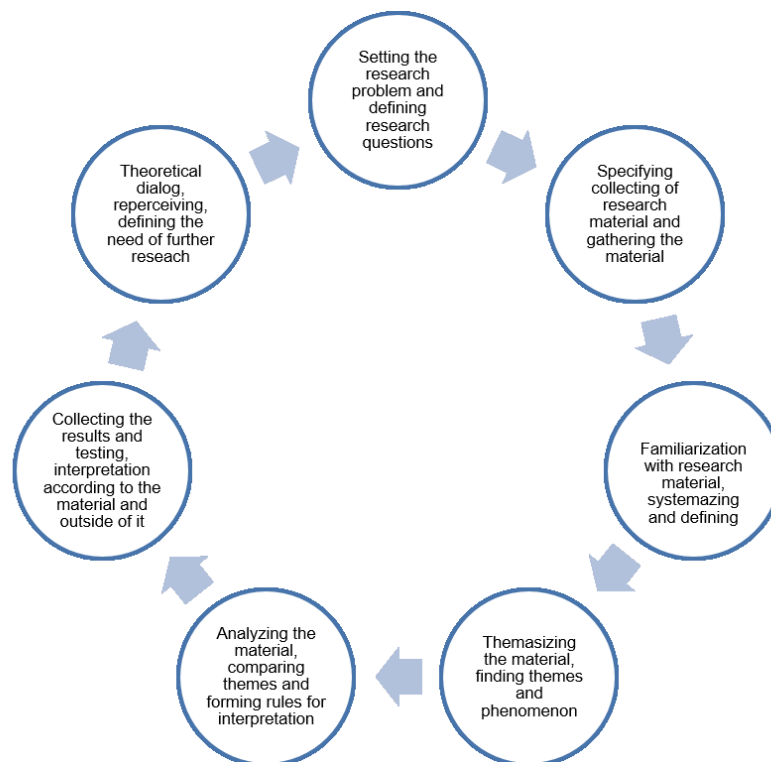 Setting the
research
problem and
defining
research
questions
Specifying
collecting of
research
material and
gathering the
material
Familiarization
with research
material,
systemazing
and defining
Themasizing
the material,
finding themes
and
phenomenon
Analyzing the
material,
comparing
themes and
forming rules for
interpretation
Collecting the
results and
testing,
interpretation
according to the
material and
outside of it
Theoretical
dialog,
reperceiving,
defining the
need of further
reseach